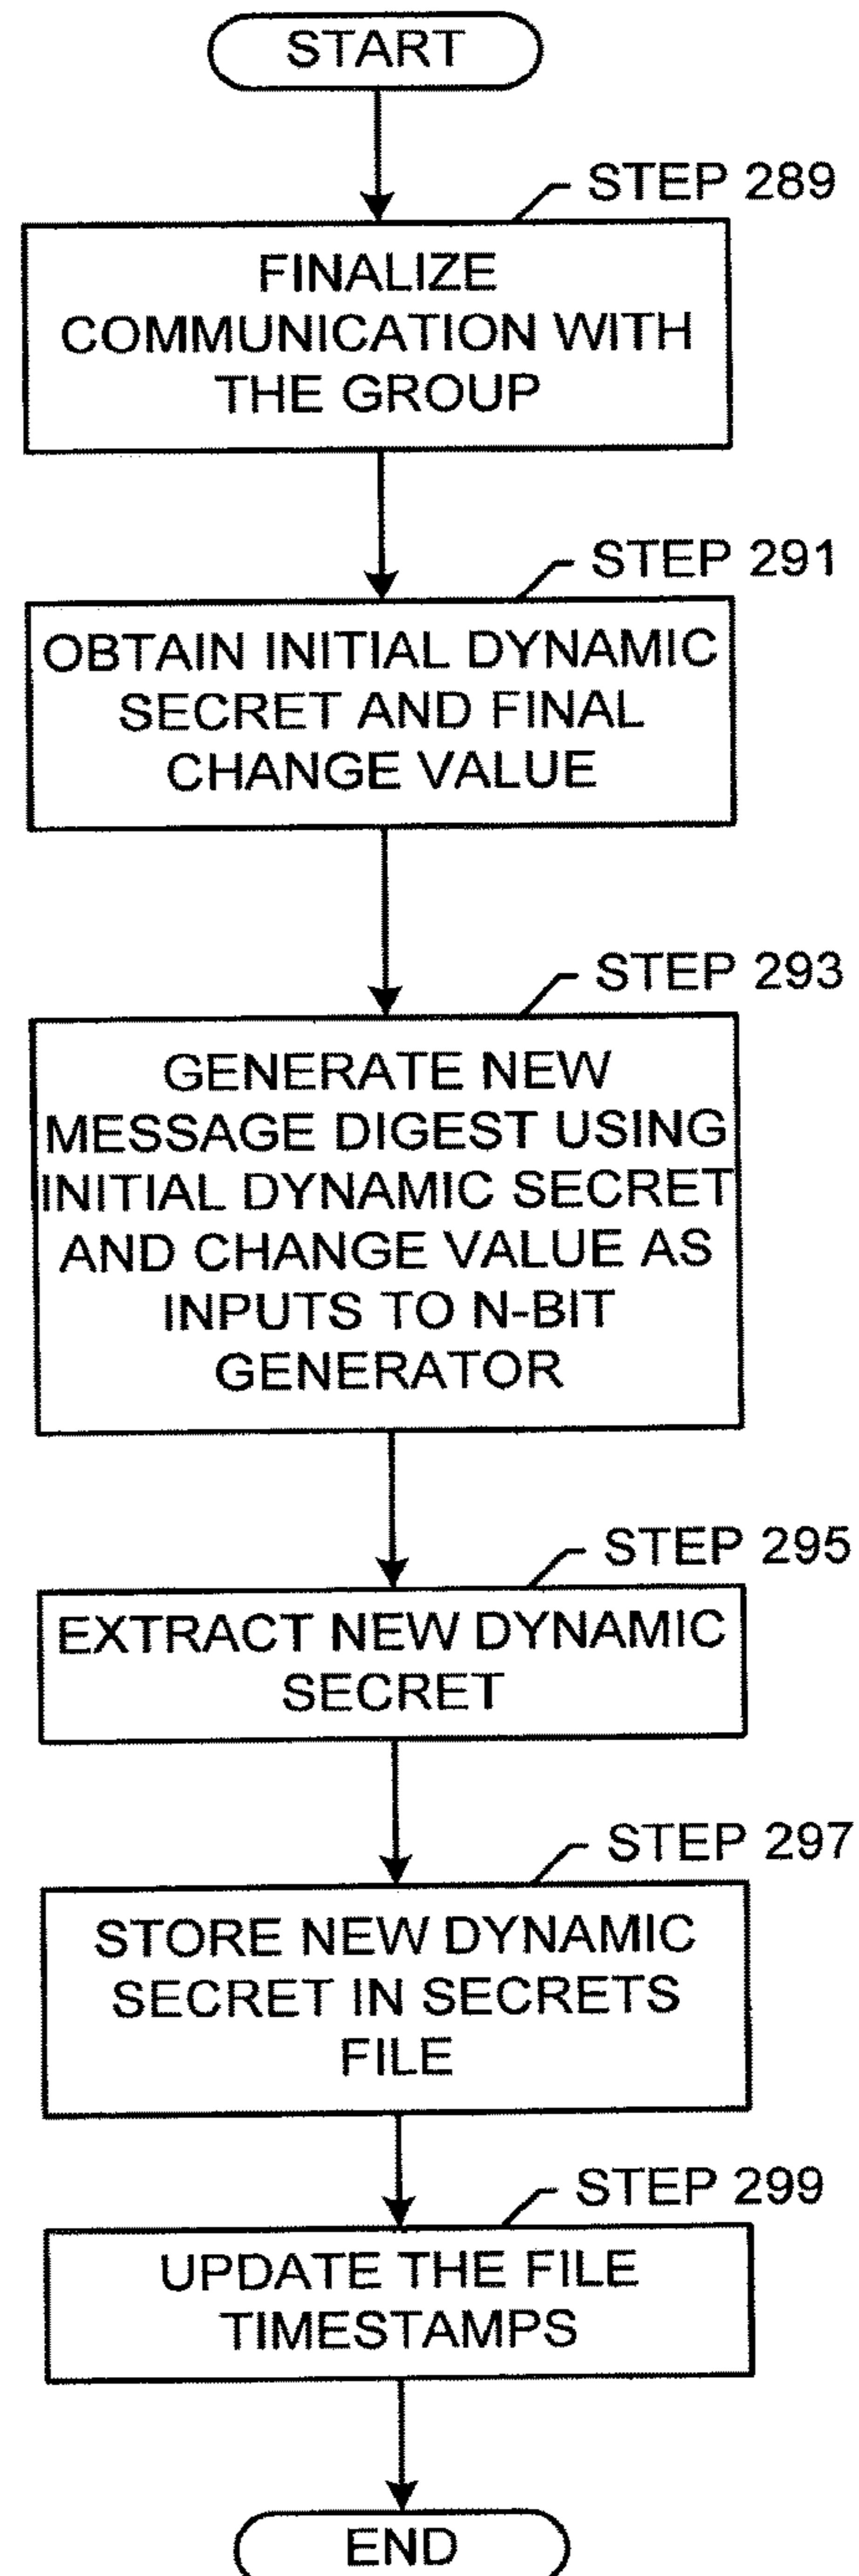 START
STEP 289
FINALIZE
COMMUNICATION WITH
THE GROUP
STEP 291
OBTAIN INITIAL DYNAMIC
SECRET AND FINAL
CHANGE VALUE
STEP 293
GENERATE NEW
MESSAGE DIGEST USING
INITIAL DYNAMIC SECRET
AND CHANGE VALUE AS
INPUTS TO N-BIT
GENERATOR
STEP 295
EXTRACT NEW DYNAMIC
SECRET
STEP 297
STORE NEW DYNAMIC
SECRET IN SECRETS
FILE
STEP 299
UPDATE THE FILE
TIMESTAMPS
END